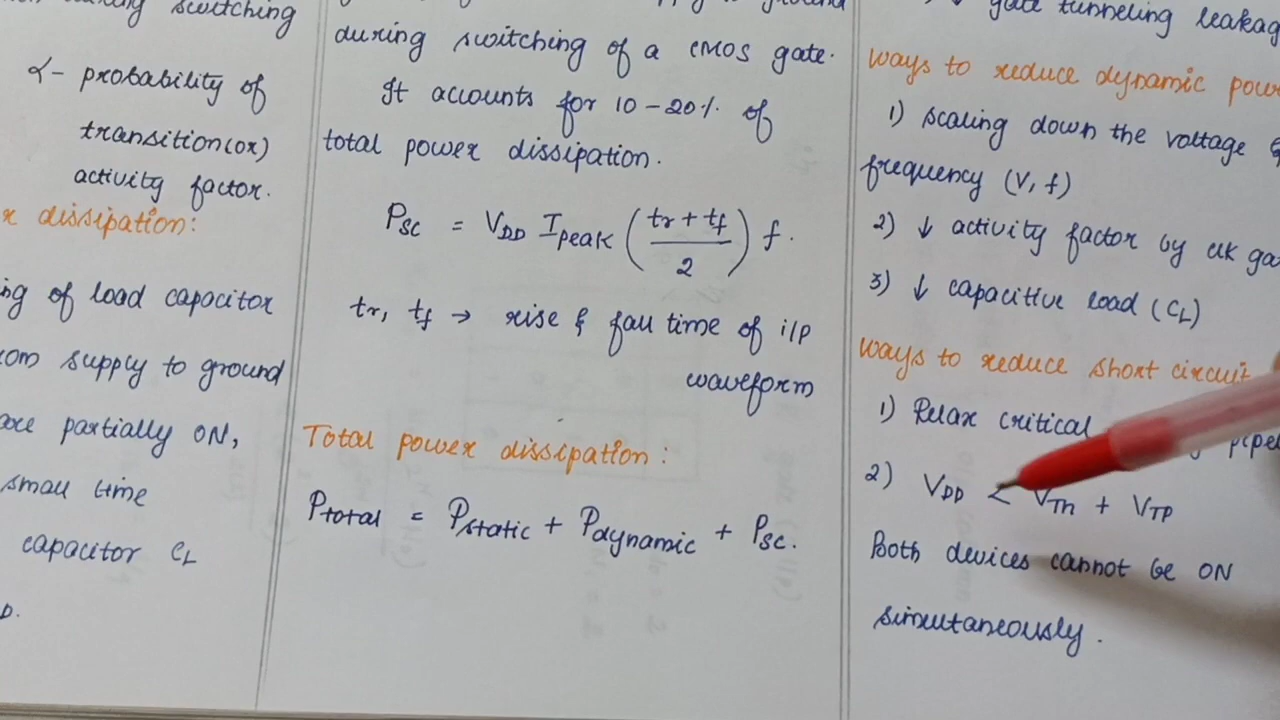 switching
α - probability of
transition(or)
activity factor.
dissipation:
of load capacitor
supply to ground
are partially ON,
small time
capacitor CL
during switching of a CMOS gate.
It accounts for 10-20% of
total power dissipation.
PSC = VDD Ipeak (tr + tf / 2) f.
tr, tf → rise & fall time of i/p
waveform
Total power dissipation:
Ptotal = Pstatic + Pdynamic + PSC.
↓ gate tunneling
ways to reduce dynamic
1) scaling down the voltage &
frequency (V, f)
2) ↓ activity factor by clk
3) ↓ capacitive load (CL)
ways to reduce short circuit
1) Relax critical
2) VDD < VTn + VTP
Both devices cannot be ON
simultaneously.